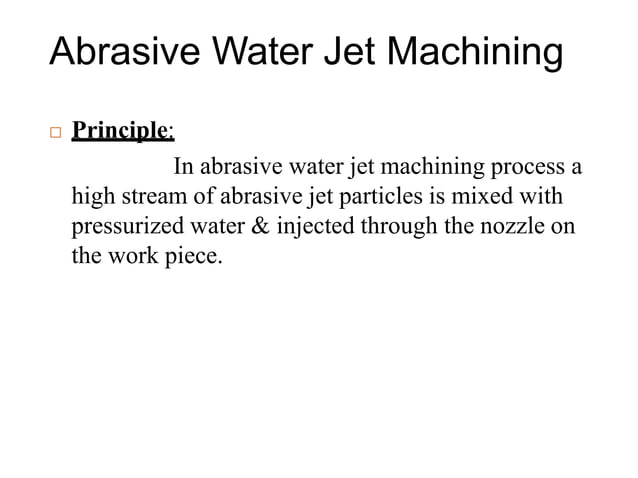 Abrasive Water Jet Machining
Principle:
In abrasive water jet machining process a
high stream of abrasive jet particles is mixed with
pressurized water & injected through the nozzle on
the work piece.